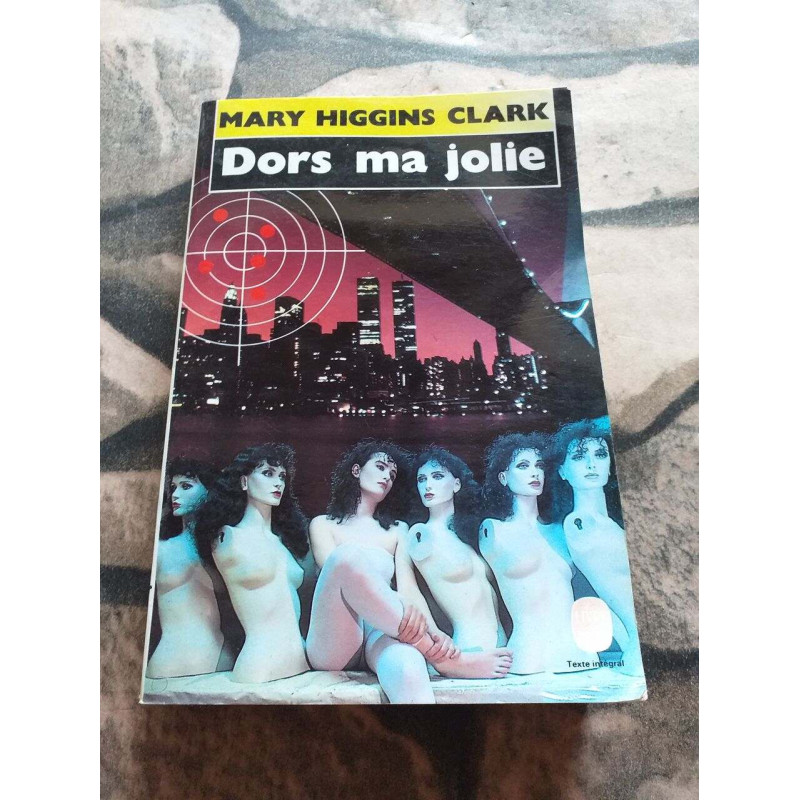 MARY HIGGINS CLARK
Dors ma jolie
Texte intégral